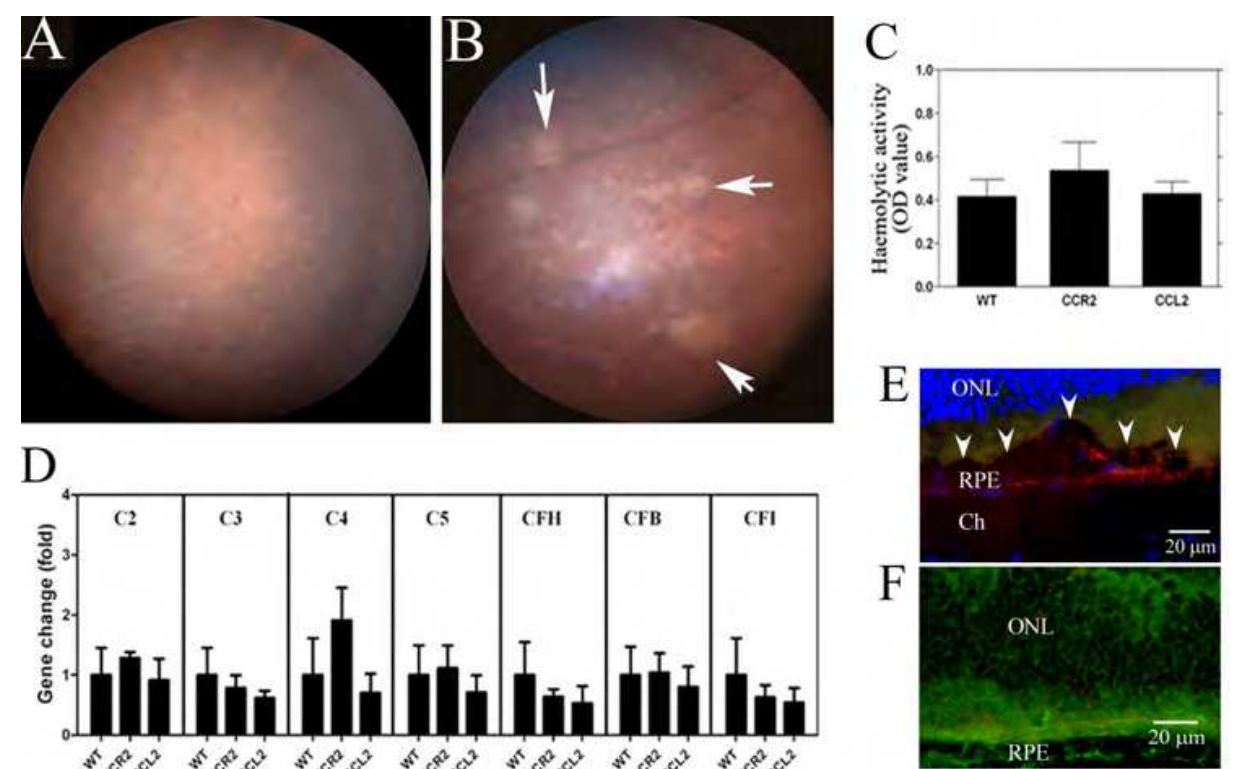 A
B
C
Haemolytic activity
(OD value)
1.0
0.8
0.6
0.4
0.2
0.0
WT CCR2 CCL2
D
Gene change (fold)
4
3
2
1
0
C2 C3 C4 C5 CFH CFB CFI
WT WT WT WT WT WT WT
E
ONL
RPE
Ch
20 μm
F
ONL
20 μm
RPE